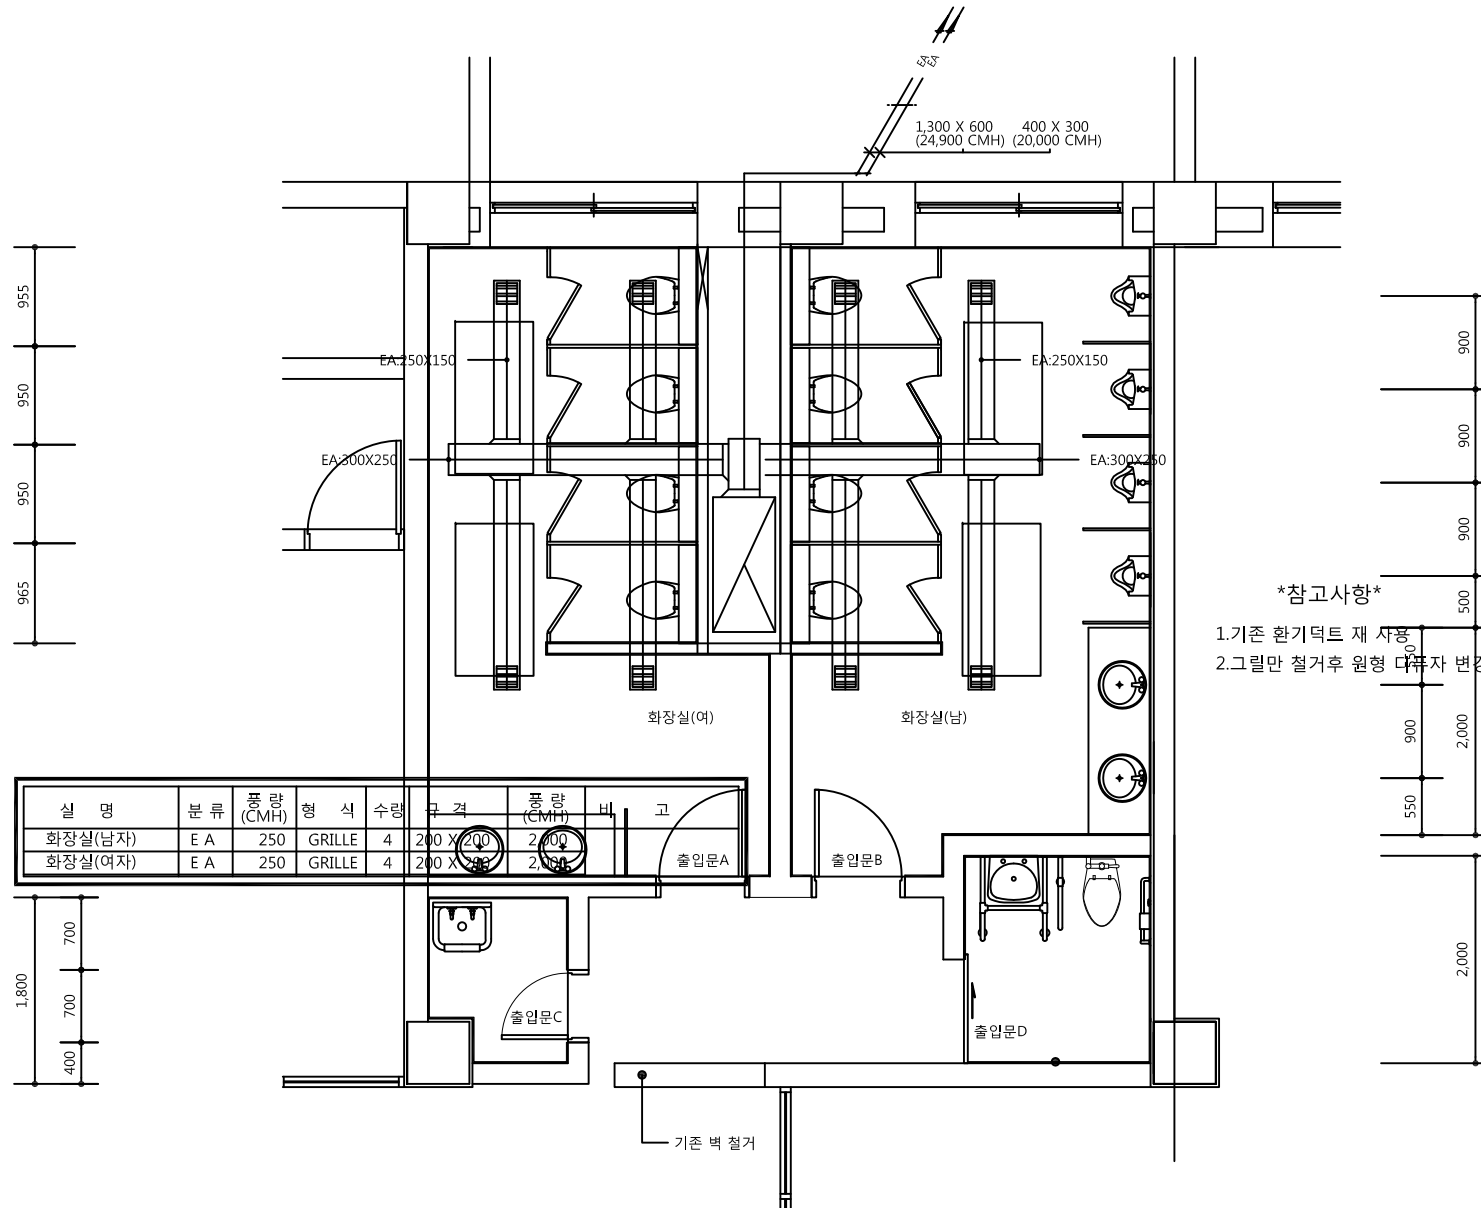 EA
EA
1,300 X 600 400 X 300
(24,900 CMH) (20,000 CMH)
955
950
950
965
EA:250X150
EA:250X150
EA:300X250
EA:300X250
900
900
900
500
2,000
*참고사항*
1.기존 환기덕트 재 사용
2.그릴만 철거후 원형 디퓨자 변경
550
900
550
화장실(여)
화장실(남)
실 명 분 류 풍 량 (CMH) 형 식 수량 규 격 풍 량 (CMH) 비 고
화장실(남자) E A 250 GRILLE 4 200 X 200 2,000
화장실(여자) E A 250 GRILLE 4 200 X 200 2,000
출입문A
출입문B
1,800
700
700
400
2,000
출입문C
출입문D
기존 벽 철거